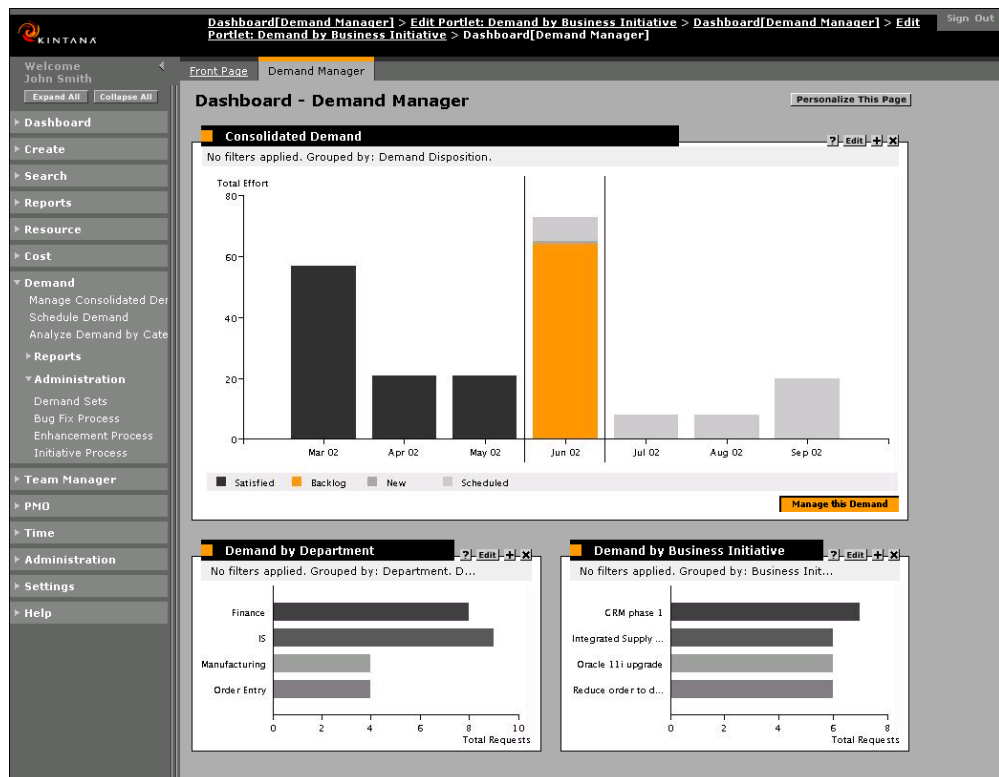 KINTANA
Dashboard[Demand Manager] > Edit Portlet: Demand by Business Initiative > Dashboard[Demand Manager] > Edit
Portlet: Demand by Business Initiative > Dashboard[Demand Manager]
Sign Out
Welcome
John Smith
Expand All Collapse All
Dashboard
Create
Search
Reports
Resource
Cost
Demand
Manage Consolidated Der
Schedule Demand
Analyze Demand by Cate
Reports
Administration
Demand Sets
Bug Fix Process
Enhancement Process
Initiative Process
Team Manager
PMO
Time
Administration
Settings
Help
Front Page Demand Manager
Dashboard - Demand Manager
Personalize This Page
Consolidated Demand
? Edit + X
No filters applied. Grouped by: Demand Disposition.
Total Effort
80
60
40
20
0
Mar 02 Apr 02 May 02 Jun 02 Jul 02 Aug 02 Sep 02
Satisfied Backlog New Scheduled
Manage this Demand
Demand by Department
? Edit + X
No filters applied. Grouped by: Department. D...
Finance
IS
Manufacturing
Order Entry
0 2 4 6 8 10
Total Requests
Demand by Business Initiative
? Edit + X
No filters applied. Grouped by: Business Init...
CRM phase 1
Integrated Supply ...
Oracle 11i upgrade
Reduce order to d...
0 2 4 6 8
Total Requests